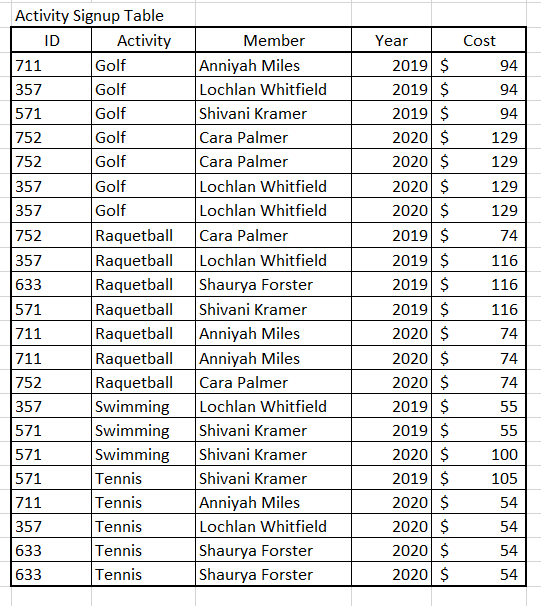 Activity Signup Table
ID Activity Member Year Cost
711 Golf Anniyah Miles 2019 $ 94
357 Golf Lochlan Whitfield 2019 $ 94
571 Golf Shivani Kramer 2019 $ 94
752 Golf Cara Palmer 2020 $ 129
752 Golf Cara Palmer 2020 $ 129
357 Golf Lochlan Whitfield 2020 $ 129
357 Golf Lochlan Whitfield 2020 $ 129
752 Raquetball Cara Palmer 2019 $ 74
357 Raquetball Lochlan Whitfield 2019 $ 116
633 Raquetball Shaurya Forster 2019 $ 116
571 Raquetball Shivani Kramer 2019 $ 116
711 Raquetball Anniyah Miles 2020 $ 74
711 Raquetball Anniyah Miles 2020 $ 74
752 Raquetball Cara Palmer 2020 $ 74
357 Swimming Lochlan Whitfield 2019 $ 55
571 Swimming Shivani Kramer 2019 $ 55
571 Swimming Shivani Kramer 2020 $ 100
571 Tennis Shivani Kramer 2019 $ 105
711 Tennis Anniyah Miles 2020 $ 54
357 Tennis Lochlan Whitfield 2020 $ 54
633 Tennis Shaurya Forster 2020 $ 54
633 Tennis Shaurya Forster 2020 $ 54